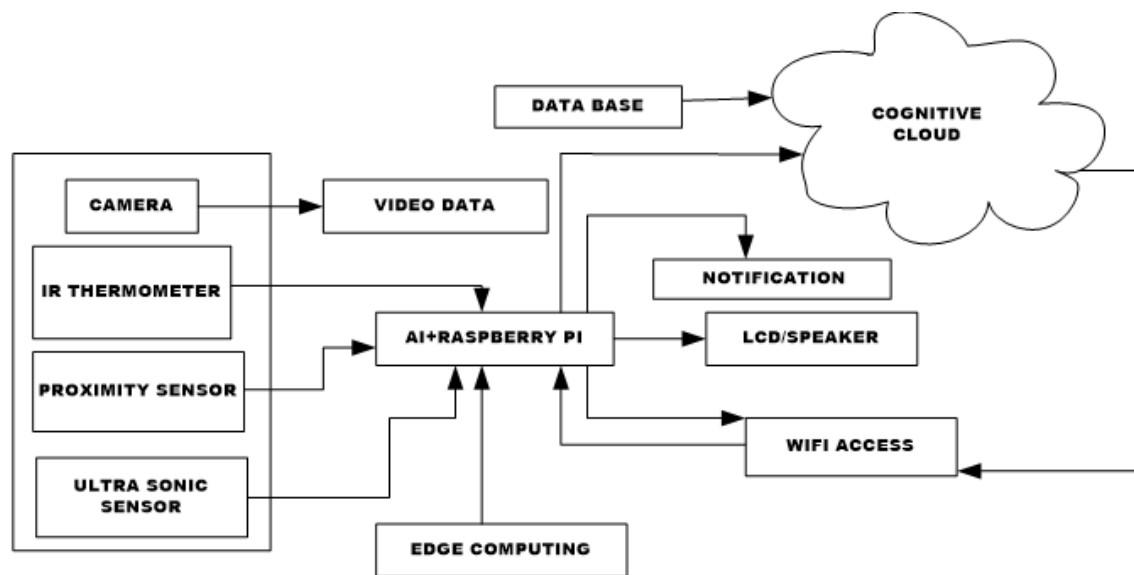 DATA BASE
COGNITIVE
CLOUD
CAMERA
VIDEO DATA
IR THERMOMETER
NOTIFICATION
AI+RASPBERRY PI
LCD/SPEAKER
PROXIMITY SENSOR
WIFI ACCESS
ULTRA SONIC
SENSOR
EDGE COMPUTING